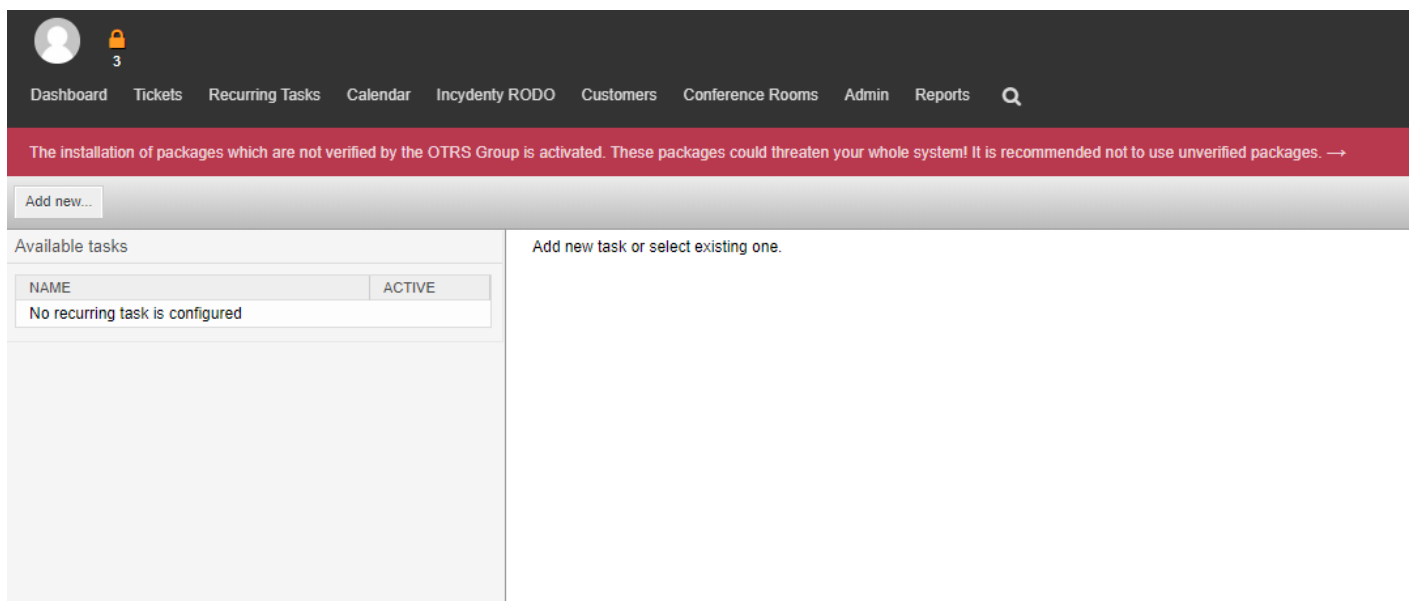 3
Dashboard Tickets Recurring Tasks Calendar Incydenty RODO Customers Conference Rooms Admin Reports
The installation of packages which are not verified by the OTRS Group is activated. These packages could threaten your whole system! It is recommended not to use unverified packages. →
Add new...
Available tasks
Add new task or select existing one.
NAME ACTIVE
No recurring task is configured